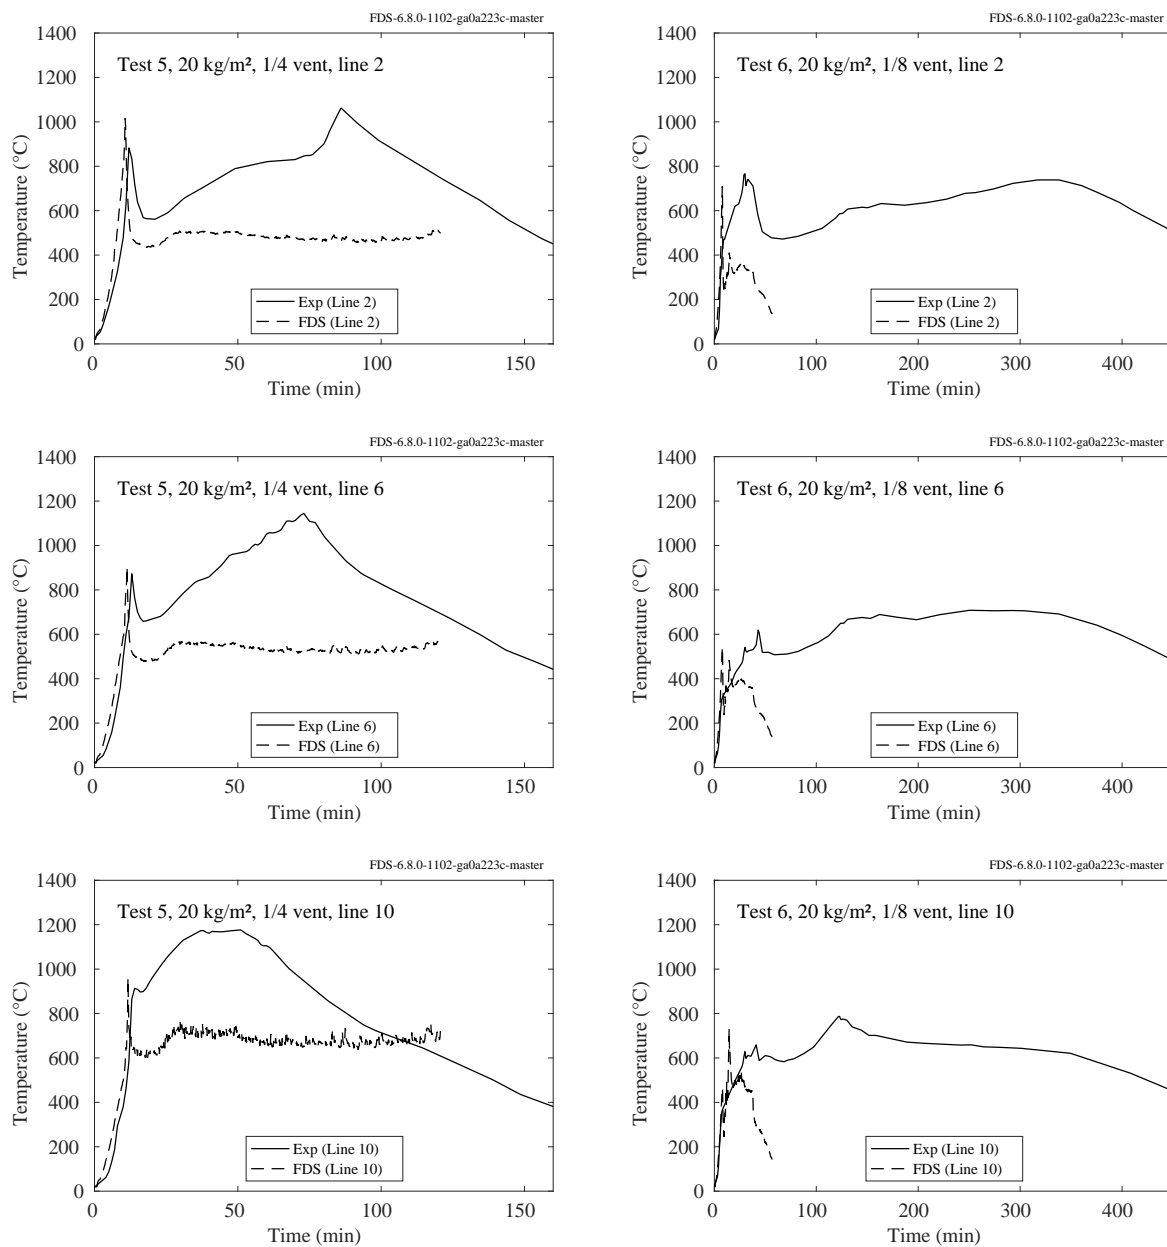 FDS-6.8.0-1102-ga0a223c-master
Test 5, 20 kg/m², 1/4 vent, line 2
Temperature (°C)
1400
1200
1000
800
600
400
200
0
Exp (Line 2)
FDS (Line 2)
0 50 100 150
Time (min)
FDS-6.8.0-1102-ga0a223c-master
Test 6, 20 kg/m², 1/8 vent, line 2
Temperature (°C)
1400
1200
1000
800
600
400
200
0
Exp (Line 2)
FDS (Line 2)
0 100 200 300 400
Time (min)
FDS-6.8.0-1102-ga0a223c-master
Test 5, 20 kg/m², 1/4 vent, line 6
Temperature (°C)
1400
1200
1000
800
600
400
200
0
Exp (Line 6)
FDS (Line 6)
0 50 100 150
Time (min)
FDS-6.8.0-1102-ga0a223c-master
Test 6, 20 kg/m², 1/8 vent, line 6
Temperature (°C)
1400
1200
1000
800
600
400
200
0
Exp (Line 6)
FDS (Line 6)
0 100 200 300 400
Time (min)
FDS-6.8.0-1102-ga0a223c-master
Test 5, 20 kg/m², 1/4 vent, line 10
Temperature (°C)
1400
1200
1000
800
600
400
200
0
Exp (Line 10)
FDS (Line 10)
0 50 100 150
Time (min)
FDS-6.8.0-1102-ga0a223c-master
Test 6, 20 kg/m², 1/8 vent, line 10
Temperature (°C)
1400
1200
1000
800
600
400
200
0
Exp (Line 10)
FDS (Line 10)
0 100 200 300 400
Time (min)